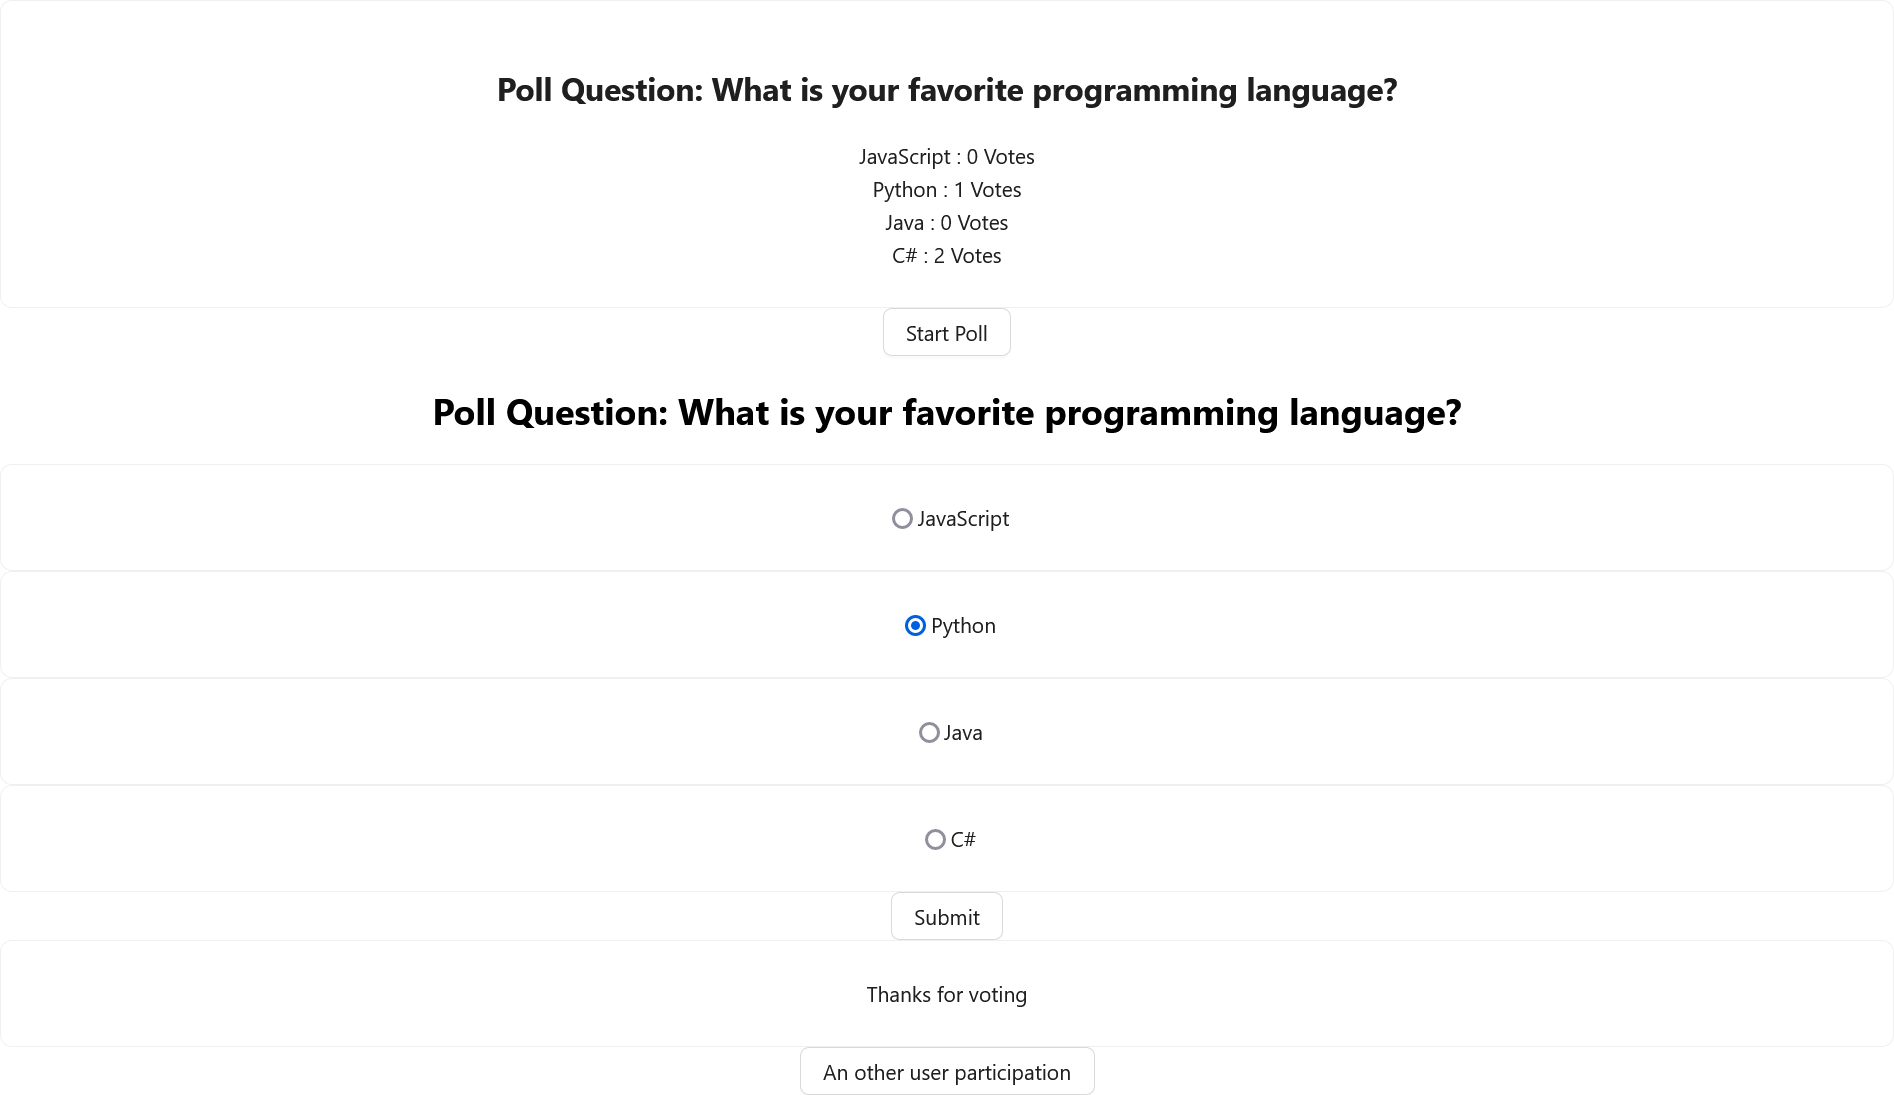 Poll Question: What is your favorite programming language?
JavaScript : 0 Votes
Python : 1 Votes
Java : 0 Votes
C# : 2 Votes
Start Poll
Poll Question: What is your favorite programming language?
JavaScript
Python
Java
C#
Submit
Thanks for voting
An other user participation